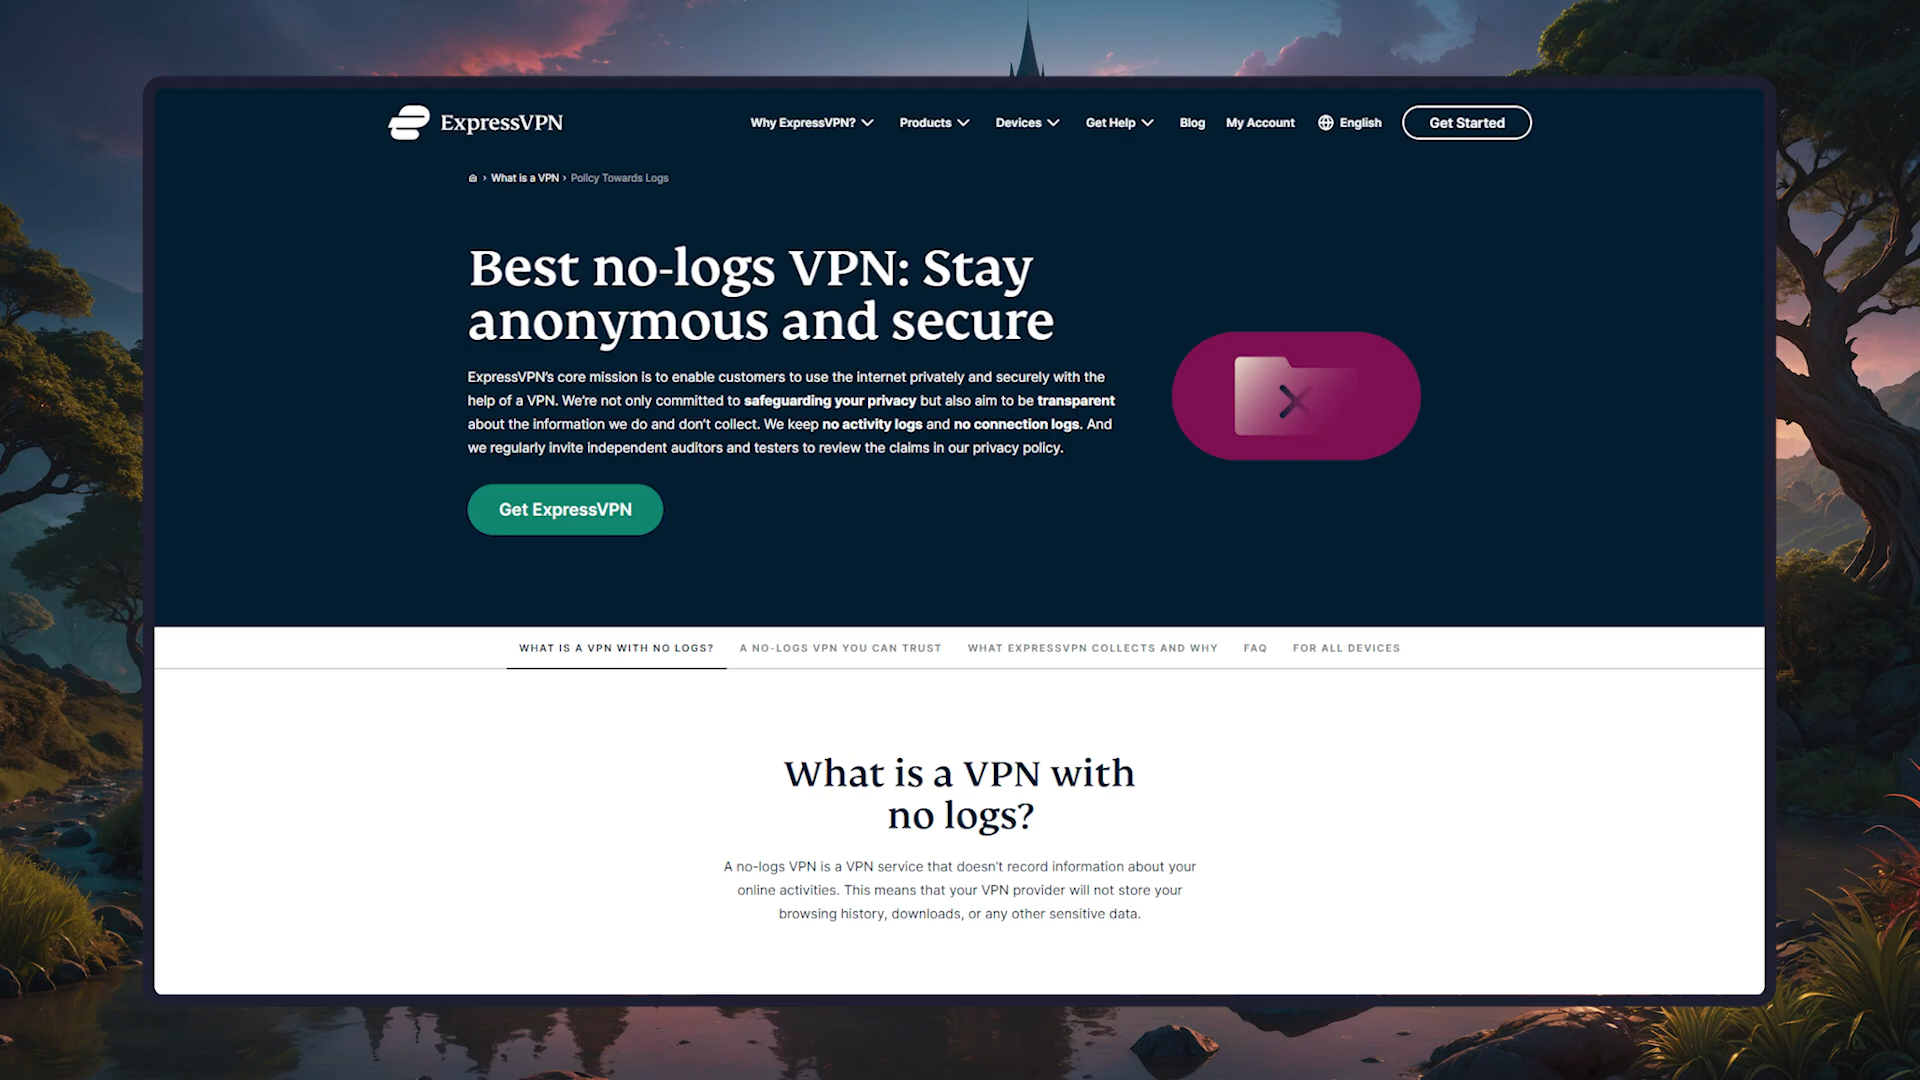 ExpressVPN
Why ExpressVPN? Products Devices Get Help Blog My Account English Get Started
What is a VPN › Policy Towards Logs
Best no-logs VPN: Stay
anonymous and secure
ExpressVPN’s core mission is to enable customers to use the internet privately and securely with the
help of a VPN. We’re not only committed to safeguarding your privacy but also aim to be transparent
about the information we do and don’t collect. We keep no activity logs and no connection logs. And
we regularly invite independent auditors and testers to review the claims in our privacy policy.
Get ExpressVPN
WHAT IS A VPN WITH NO LOGS? A NO-LOGS VPN YOU CAN TRUST WHAT EXPRESSVPN COLLECTS AND WHY FAQ FOR ALL DEVICES
What is a VPN with
no logs?
A no-logs VPN is a VPN service that doesn’t record information about your
online activities. This means that your VPN provider will not store your
browsing history, downloads, or any other sensitive data.